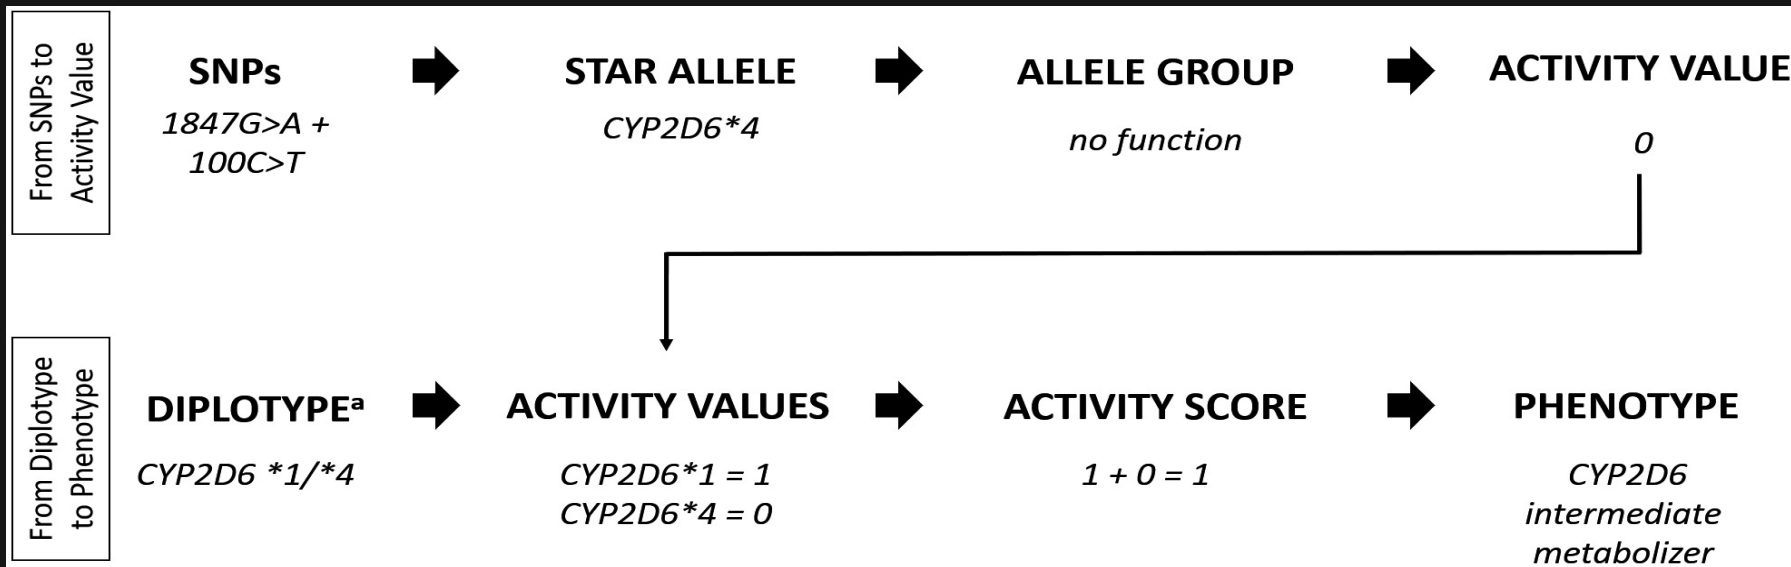 From SNPs to
Activity Value
SNPs
1847G>A +
100C>T
STAR ALLELE
CYP2D6*4
ALLELE GROUP
no function
ACTIVITY VALUE
0
From Diplotype
to Phenotype
DIPLOTYPEᵃ
CYP2D6 *1/*4
ACTIVITY VALUES
CYP2D6*1 = 1
CYP2D6*4 = 0
ACTIVITY SCORE
1 + 0 = 1
PHENOTYPE
CYP2D6
intermediate
metabolizer